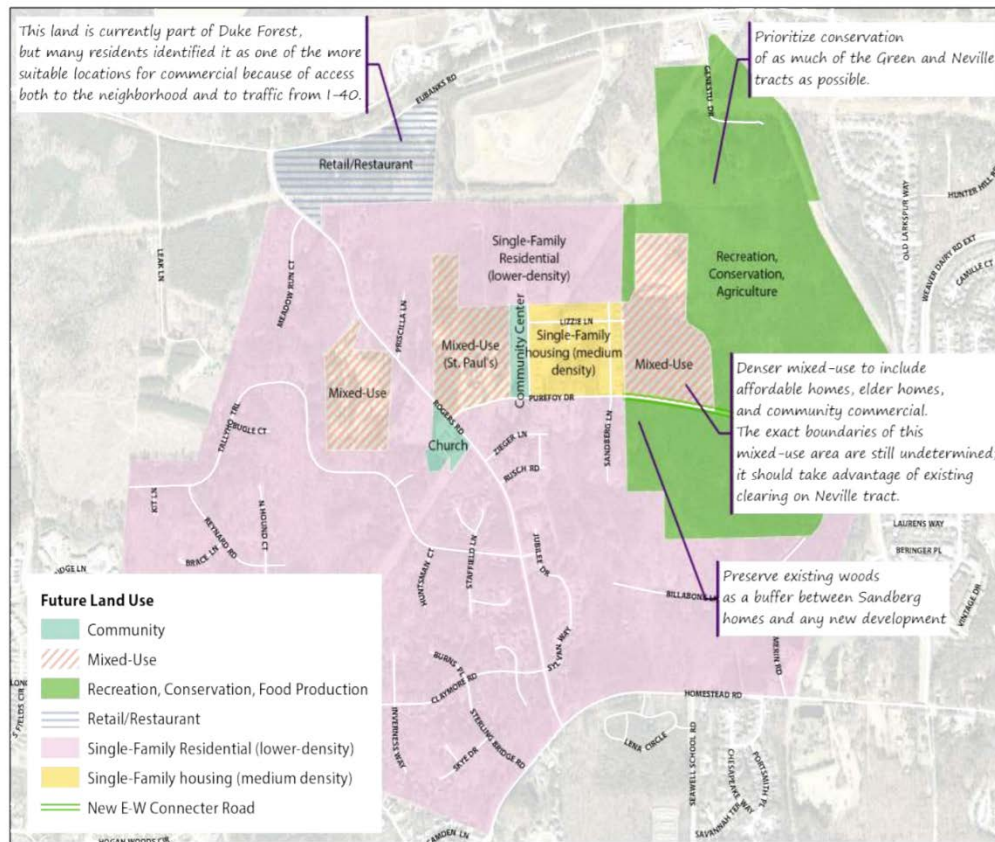 This land is currently part of Duke Forest,
but many residents identified it as one of the more
suitable locations for commercial because of access
both to the neighborhood and to traffic from I-40.
Prioritize conservation
of as much of the Green and Neville
tracts as possible.
EUBANKS RD
Retail/Restaurant
OLD LARKSPUR WAY
HUNTER HILL
WEAVER DAIRY RD EXT
CAMILLE CT
LEAK LN
MEADOW RUN CT
Single-Family
Residential
(lower-density)
Recreation,
Conservation,
Agriculture
PRISCILLA LN
Community Center
LIZZIE LN
Single-Family
housing (medium
density)
Mixed-Use
(St. Paul's)
Mixed-Use
Mixed-Use
PUREFOY DR
ROGERS RD
Church
ZIEGER LN
RUSCH RD
SANDBERG LN
Denser mixed-use to include
affordable homes, elder homes,
and community commercial.
The exact boundaries of this
mixed-use area are still undetermined;
it should take advantage of existing
clearing on Neville tract.
TALLYHO TRL
BUGLE CT
KIT LN
REYNARD RD
N HOUND CT
BRACE LN
HUNTSMAN CT
STAFFIELD LN
JUBILEE DR
LAURENS WAY
BERINGER PL
VINTAGE DR
Preserve existing woods
as a buffer between Sandberg
homes and any new development
SYLVAN WAY
BURNS PL
CLAYMORE RD
INVERNESS WAY
STERLING BRIDGE RD
SKYE DR
HOMESTEAD RD
LENA CIRCLE
SEAWELL SCHOOL RD
CHESAPEAKE WAY
PORTSMITH PL
SAVANNAH TER
S FIELDS CIR
Future Land Use
Community
Mixed-Use
Recreation, Conservation, Food Production
Retail/Restaurant
Single-Family Residential (lower-density)
Single-Family housing (medium density)
New E-W Connecter Road
HOGAN WOODS CIR